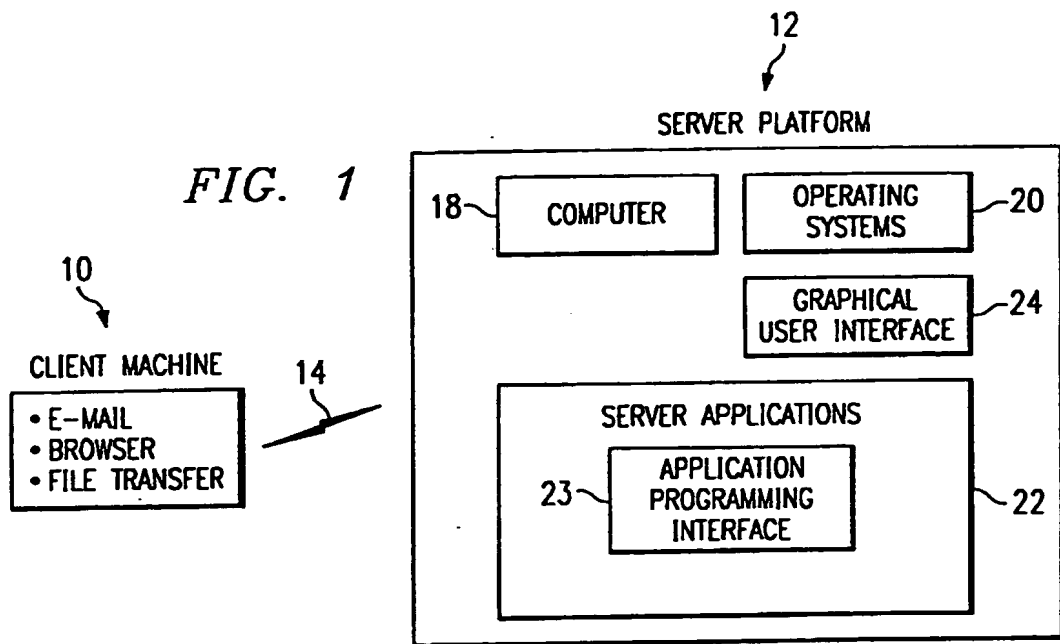 12
SERVER PLATFORM
FIG. 1
18
COMPUTER
OPERATING
SYSTEMS
20
10
GRAPHICAL
USER INTERFACE
24
CLIENT MACHINE
14
• E-MAIL
• BROWSER
• FILE TRANSFER
SERVER APPLICATIONS
23
APPLICATION
PROGRAMMING
INTERFACE
22